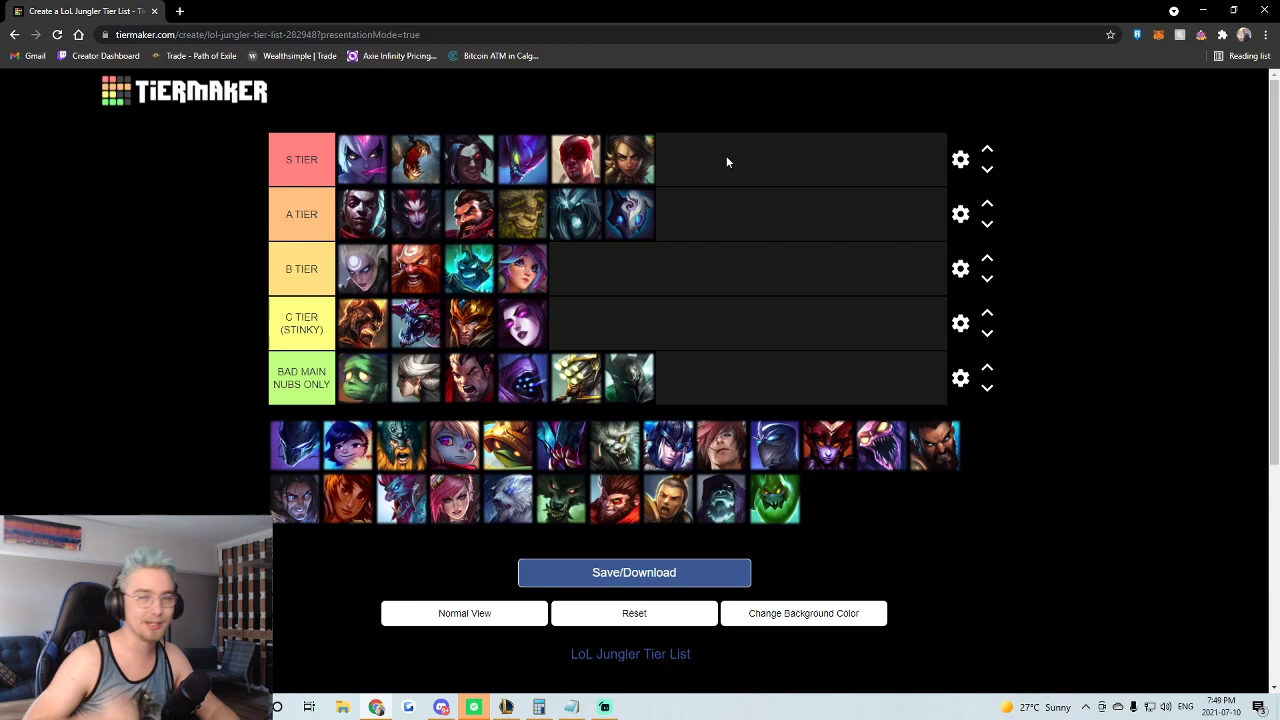 Create a LoL Jungler Tier List - Ti
tiermaker.com/create/lol-jungler-tier-list-282948?presentationMode=true
Gmail Creator Dashboard Trade - Path of Exile Wealthsimple | Trade Axie Infinity Pricing... Bitcoin ATM in Calg... Reading list
TIERMAKER
S TIER
A TIER
B TIER
C TIER
(STINKY)
BAD MAIN
NUBS ONLY
Save/Download
Normal View Reset Change Background Color
LoL Jungler Tier List
27°C Sunny ENG 7:49 PM
2021-07-10